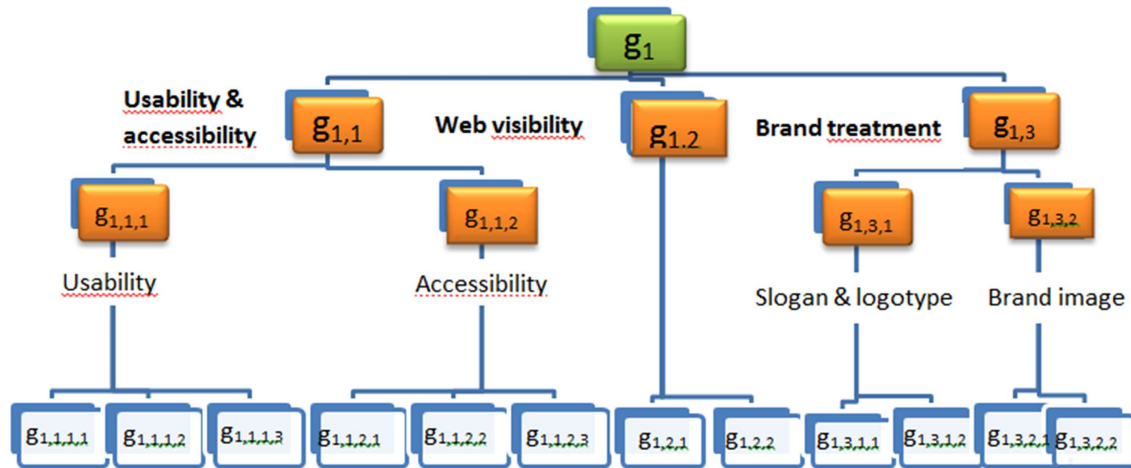 g1
Usability &
accessibility
g1,1
Web visibility
g1.2
Brand treatment
g1,3
g1,1,1
g1,1,2
g1,3,1
g1,3,2
Usability
Accessibility
Slogan & logotype
Brand image
g1,1,1,1
g1,1,1,2
g1,1,1,3
g1,1,2,1
g1,1,2,2
g1,1,2,3
g1,2,1
g1,2,2
g1,3,1,1
g1,3,1,2
g1,3,2,1
g1,3,2,2